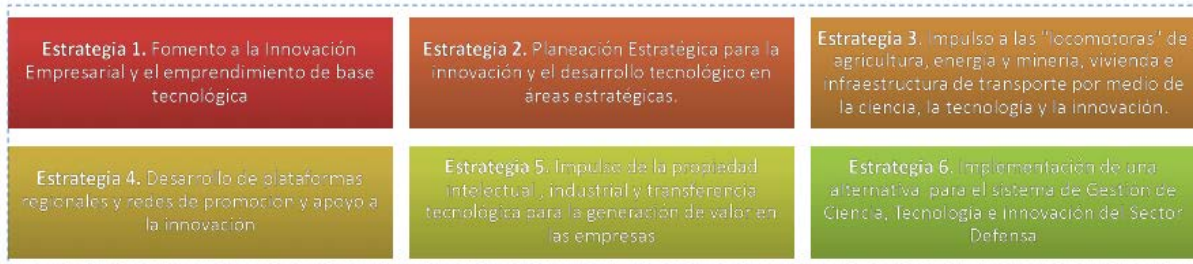 Estrategia 1. Fomento a la Innovación
Empresarial y el emprendimiento de base
tecnológica
Estrategia 2. Planeación Estratégica para la
innovación y el desarrollo tecnológico en
áreas estratégicas.
Estrategia 3. Impulso a las "locomotoras" de
agricultura, energía y minería, vivienda e
infraestructura de transporte por medio de
la ciencia, la tecnología y la innovación.
Estrategia 4. Desarrollo de plataformas
regionales y redes de promoción y apoyo a
la innovación
Estrategia 5. Impulso de la propiedad
intelectual, industrial y transferencia
tecnológica para la generación de valor en
las empresas
Estrategia 6. Implementación de una
alternativa para el sistema de Gestión de
Ciencia, Tecnología e innovación del Sector
Defensa